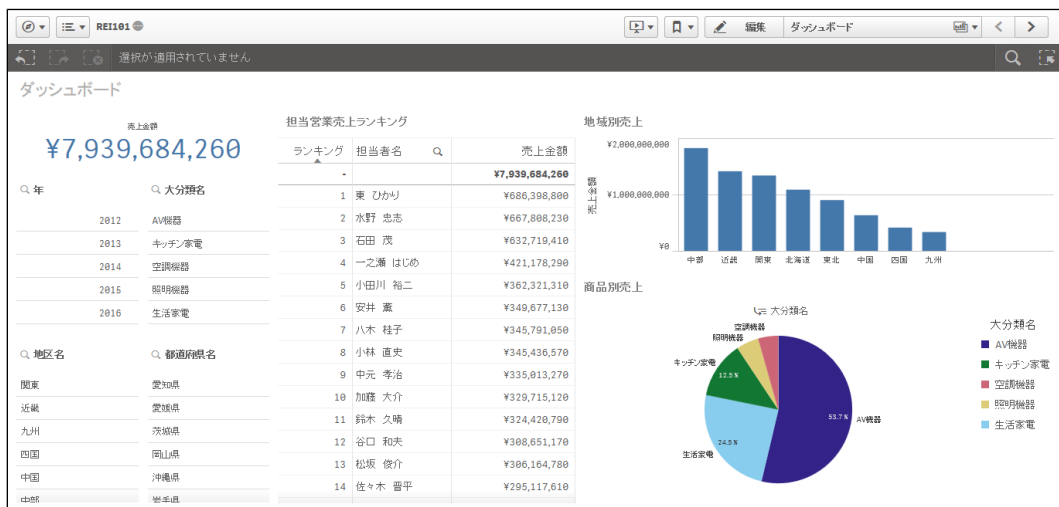 REI101
編集 ダッシュボード
選択が適用されていません
ダッシュボード
売上金額
¥7,939,684,260
年
2012
2013
2014
2015
2016
大分類名
AV機器
キッチン家電
空調機器
照明機器
生活家電
地区名
関東
近畿
九州
四国
中国
中部
都道府県名
愛知県
愛媛県
茨城県
岡山県
沖縄県
岩手県
担当営業売上ランキング
ランキング 担当者名 売上金額
- ¥7,939,684,260
1 東 ひかり ¥686,398,800
2 水野 忠志 ¥667,808,230
3 石田 茂 ¥632,719,410
4 一之瀬 はじめ ¥421,178,290
5 小田川 裕二 ¥362,321,310
6 安井 薫 ¥349,677,130
7 八木 桂子 ¥345,791,050
8 小林 直史 ¥345,436,570
9 中元 孝治 ¥335,013,270
10 加藤 大介 ¥329,715,120
11 鈴木 久晴 ¥324,420,790
12 谷口 和夫 ¥308,651,170
13 松坂 俊介 ¥306,164,780
14 佐々木 晋平 ¥295,117,610
地域別売上
売上金額
¥2,000,000,000
¥1,000,000,000
¥0
中部 近畿 関東 北海道 東北 中国 四国 九州
商品別売上
大分類名
空調機器
照明機器
キッチン家電
12.5%
53.7%
AV機器
24.5%
生活家電
大分類名
AV機器
キッチン家電
空調機器
照明機器
生活家電